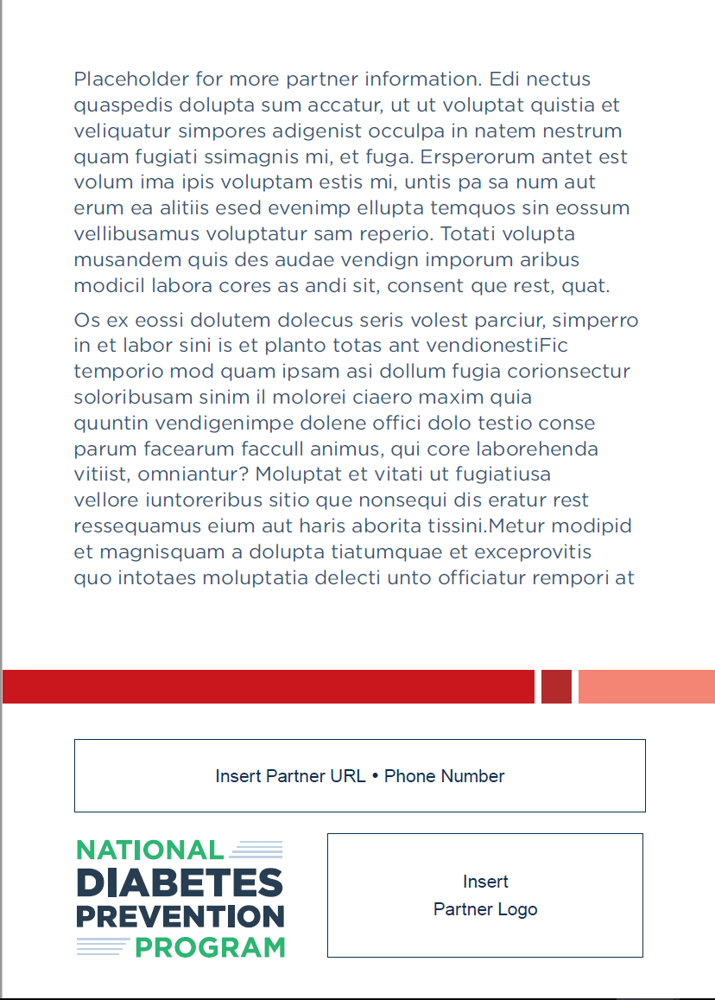 Placeholder for more partner information. Edi nectus
quaspedis dolupta sum accatur, ut ut voluptat quistia et
veliquatur simpores adigenist occulpa in natem nestrum
quam fugiati ssimagnis mi, et fuga. Ersperorum antet est
volum ima ipis voluptam estis mi, untis pa sa num aut
erum ea alitiis esed evenimp ellupta temquos sin eossum
vellibusamus voluptatur sam reperio. Totati volupta
musandem quis des audae vendign imporum aribus
modicil labora cores as andi sit, consent que rest, quat.
Os ex eossi dolutem dolecus seris volest parciur, simperro
in et labor sini is et planto totas ant vendionestiFic
temporio mod quam ipsam asi dollum fugia corionsectur
soloribusam sinim il molorei ciaero maxim quia
quuntin vendigenimpe dolene offici dolo testio conse
parum facearum faccull animus, qui core laborehenda
vitiist, omniantur? Moluptat et vitati ut fugiatiusa
vellore iuntoreribus sitio que nonsequi dis eratur rest
ressequamus eium aut haris aborita tissini.Metur modipid
et magnisquam a dolupta tiatumquae et exceprovitis
quo intotaes moluptatia delecti unto officiatur rempori at
Insert Partner URL • Phone Number
NATIONAL
DIABETES
PREVENTION
PROGRAM
Insert
Partner Logo